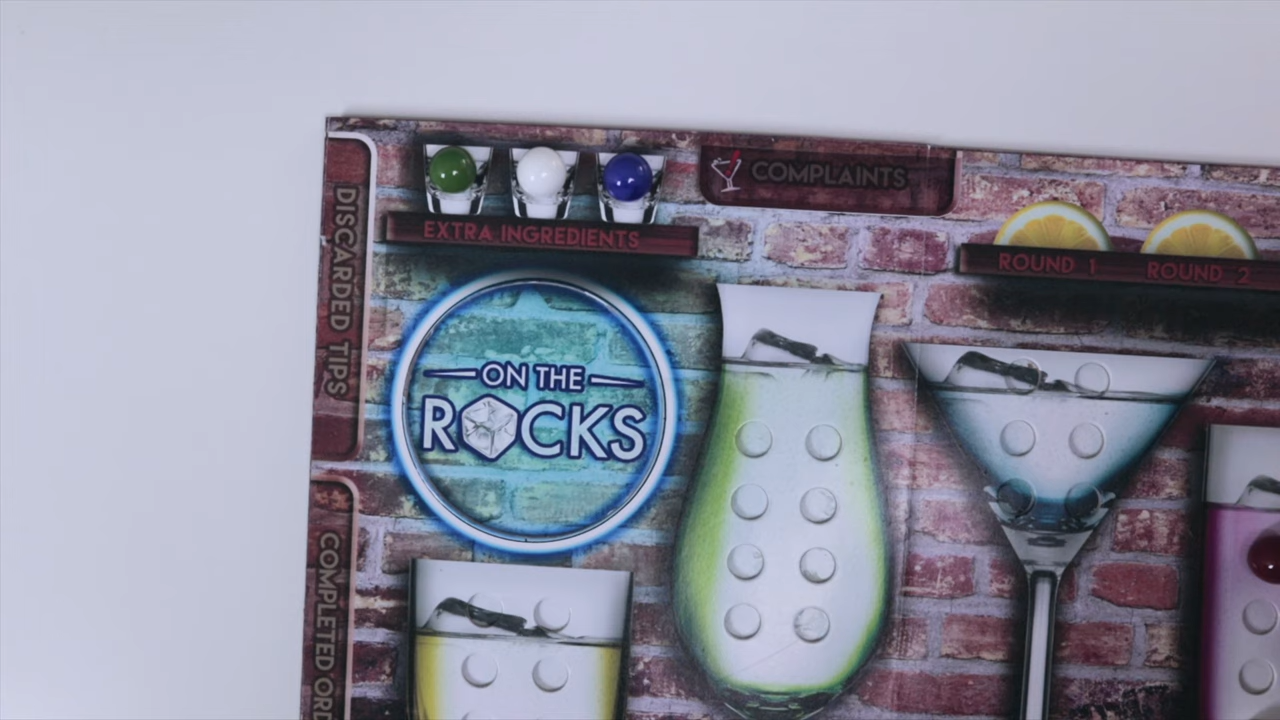 COMPLAINTS
EXTRA INGREDIENTS
ROUND 1
ROUND 2
DISCARDED TIPS
ON THE
ROCKS
COMPLETED ORD